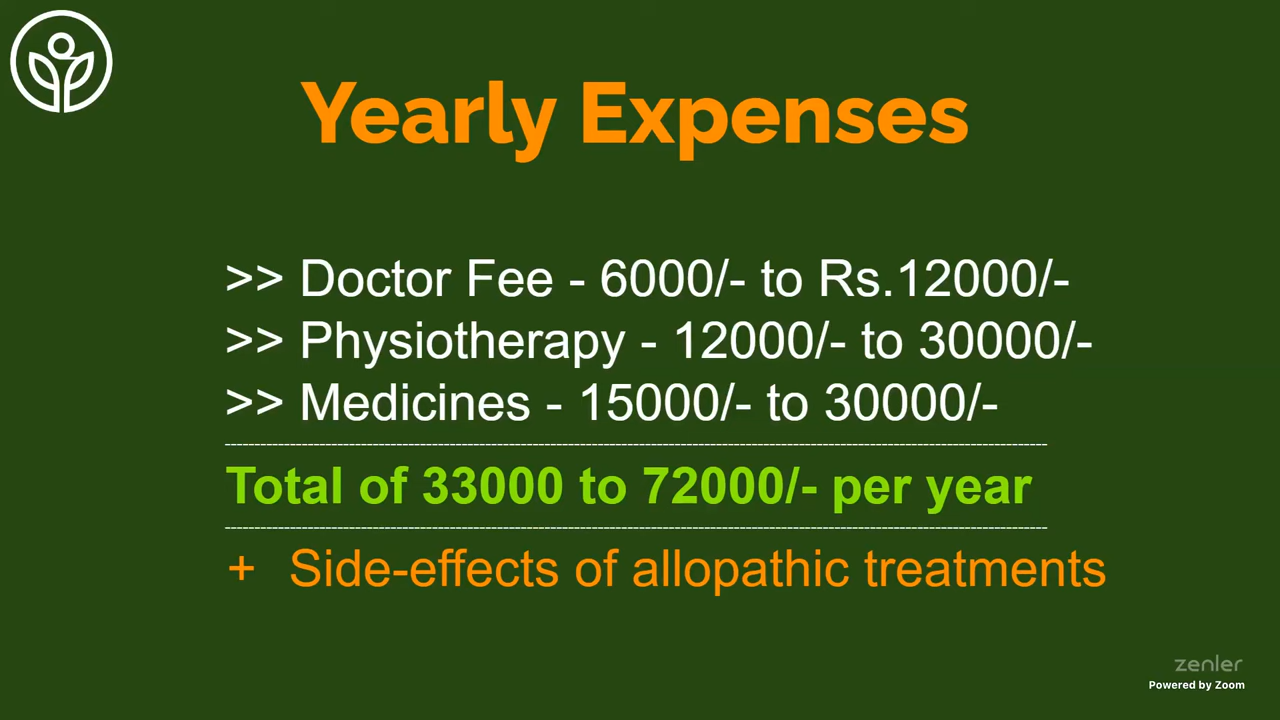 Yearly Expenses
>> Doctor Fee - 6000/- to Rs.12000/-
>> Physiotherapy - 12000/- to 30000/-
>> Medicines - 15000/- to 30000/-
Total of 33000 to 72000/- per year
+ Side-effects of allopathic treatments
zenler
Powered by Zoom